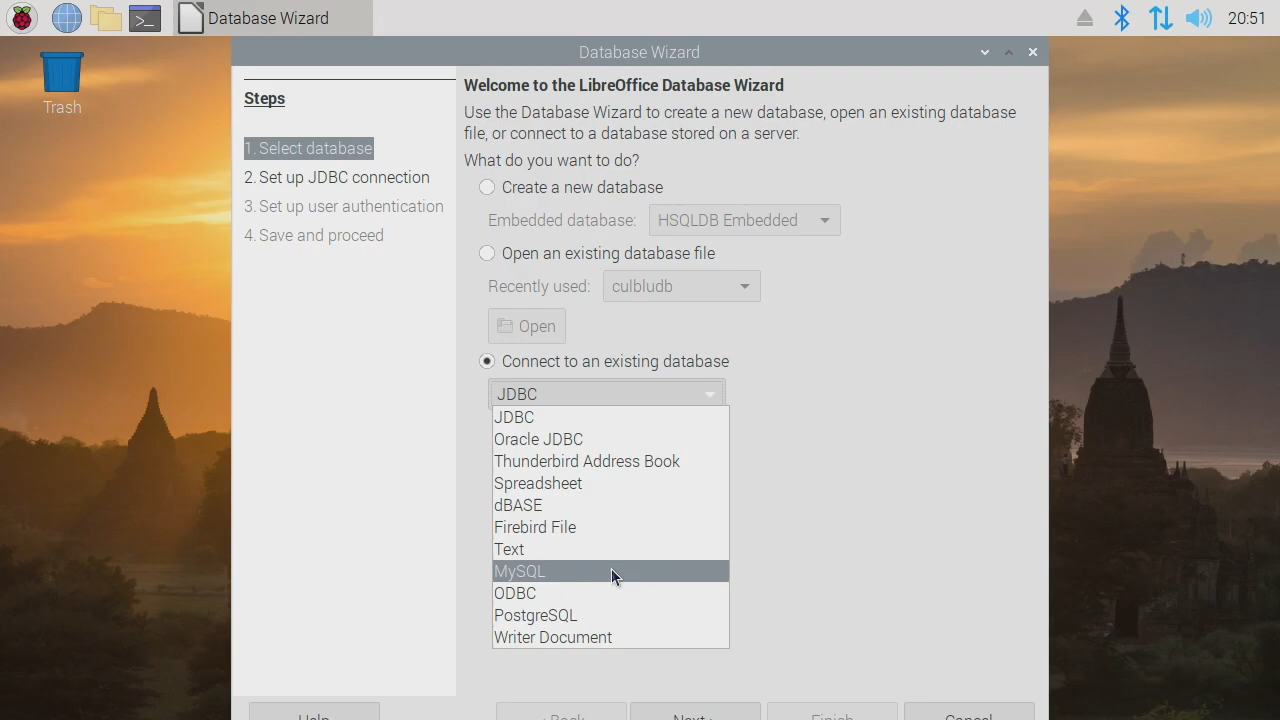 Database Wizard
20:51
Trash
Database Wizard
Steps
1. Select database
2. Set up JDBC connection
3. Set up user authentication
4. Save and proceed
Welcome to the LibreOffice Database Wizard
Use the Database Wizard to create a new database, open an existing database
file, or connect to a database stored on a server.
What do you want to do?
Create a new database
Embedded database: HSQLDB Embedded
Open an existing database file
Recently used: culbludb
Open
Connect to an existing database
JDBC
JDBC
Oracle JDBC
Thunderbird Address Book
Spreadsheet
dBASE
Firebird File
Text
MySQL
ODBC
PostgreSQL
Writer Document
Help
< Back
Next >
Finish
Cancel